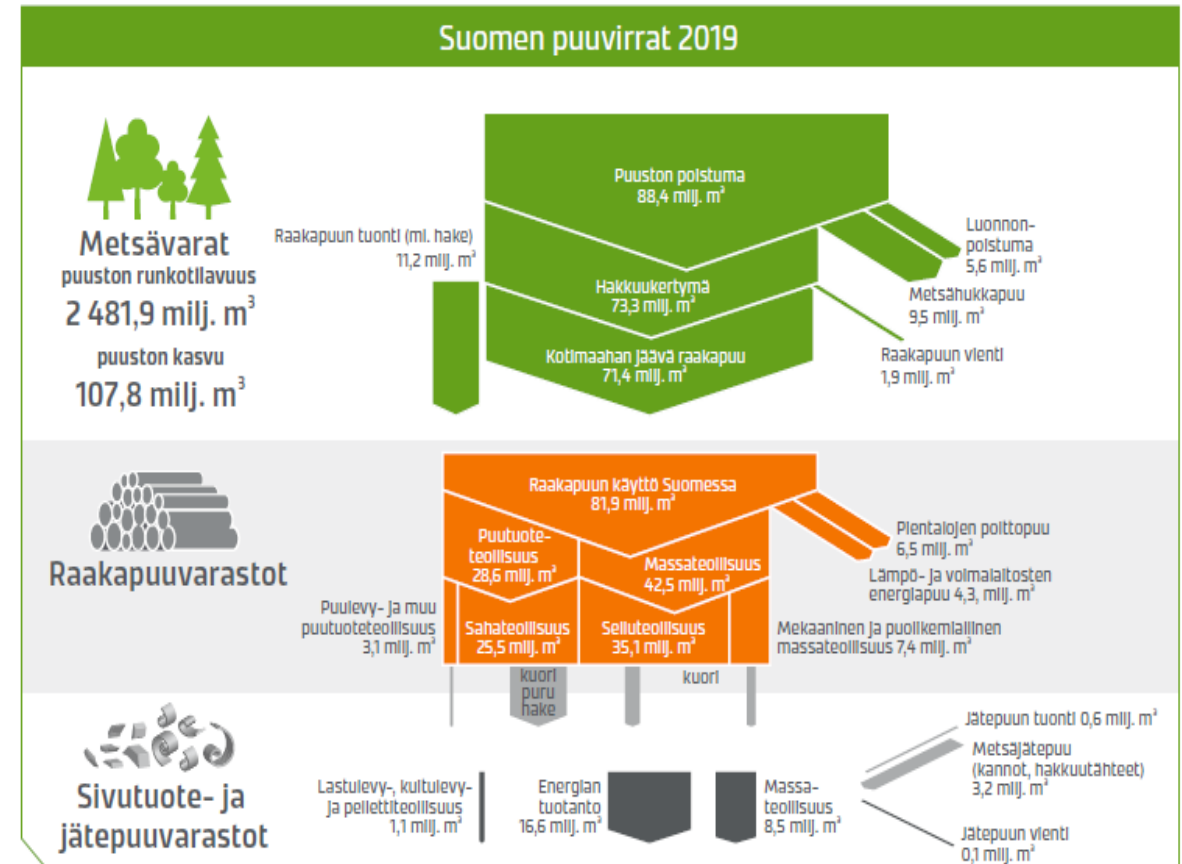 Suomen puuvirrat 2019
Metsävarat
puuston runkotilavuus
2 481,9 milj. m³
puuston kasvu
107,8 milj. m³
Puuston poistuma
88,4 milj. m³
Raakapuun tuonti (ml. hake)
11,2 milj. m³
Luonnon-
poistuma
5,6 milj. m³
Metsähukkapuu
9,5 milj. m³
Hakkuukertymä
73,3 milj. m³
Raakapuun vienti
1,9 milj. m³
Kotimaahan jäävä raakapuu
71,4 milj. m³
Raakapuuvarastot
Raakapuun käyttö Suomessa
81,9 milj. m³
Pientalojen polttopuu
6,5 milj. m³
Lämpö- ja voimalaitosten
energiapuu 4,3, milj. m³
Puutuote-
teollisuus
28,6 milj. m³
Massateollisuus
42,5 milj. m³
Puulevy- ja muu
puutuoteteollisuus
3,1 milj. m³
Sahateollisuus
25,5 milj. m³
Selluteollisuus
35,1 milj. m³
Mekaaninen ja puolikemiallinen
massateollisuus 7,4 milj. m³
kuori
puru
hake
kuori
Sivutuote- ja
jätepuuvarastot
Lastulevy-, kuitulevy-
ja pellettiteollisuus
1,1 milj. m³
Energian
tuotanto
16,6 milj. m³
Massa-
teollisuus
8,5 milj. m³
Jätepuun tuonti 0,6 milj. m³
Metsäjätepuu
(kannot, hakkuutähteet)
3,2 milj. m³
Jätepuun vienti
0,1 milj. m³